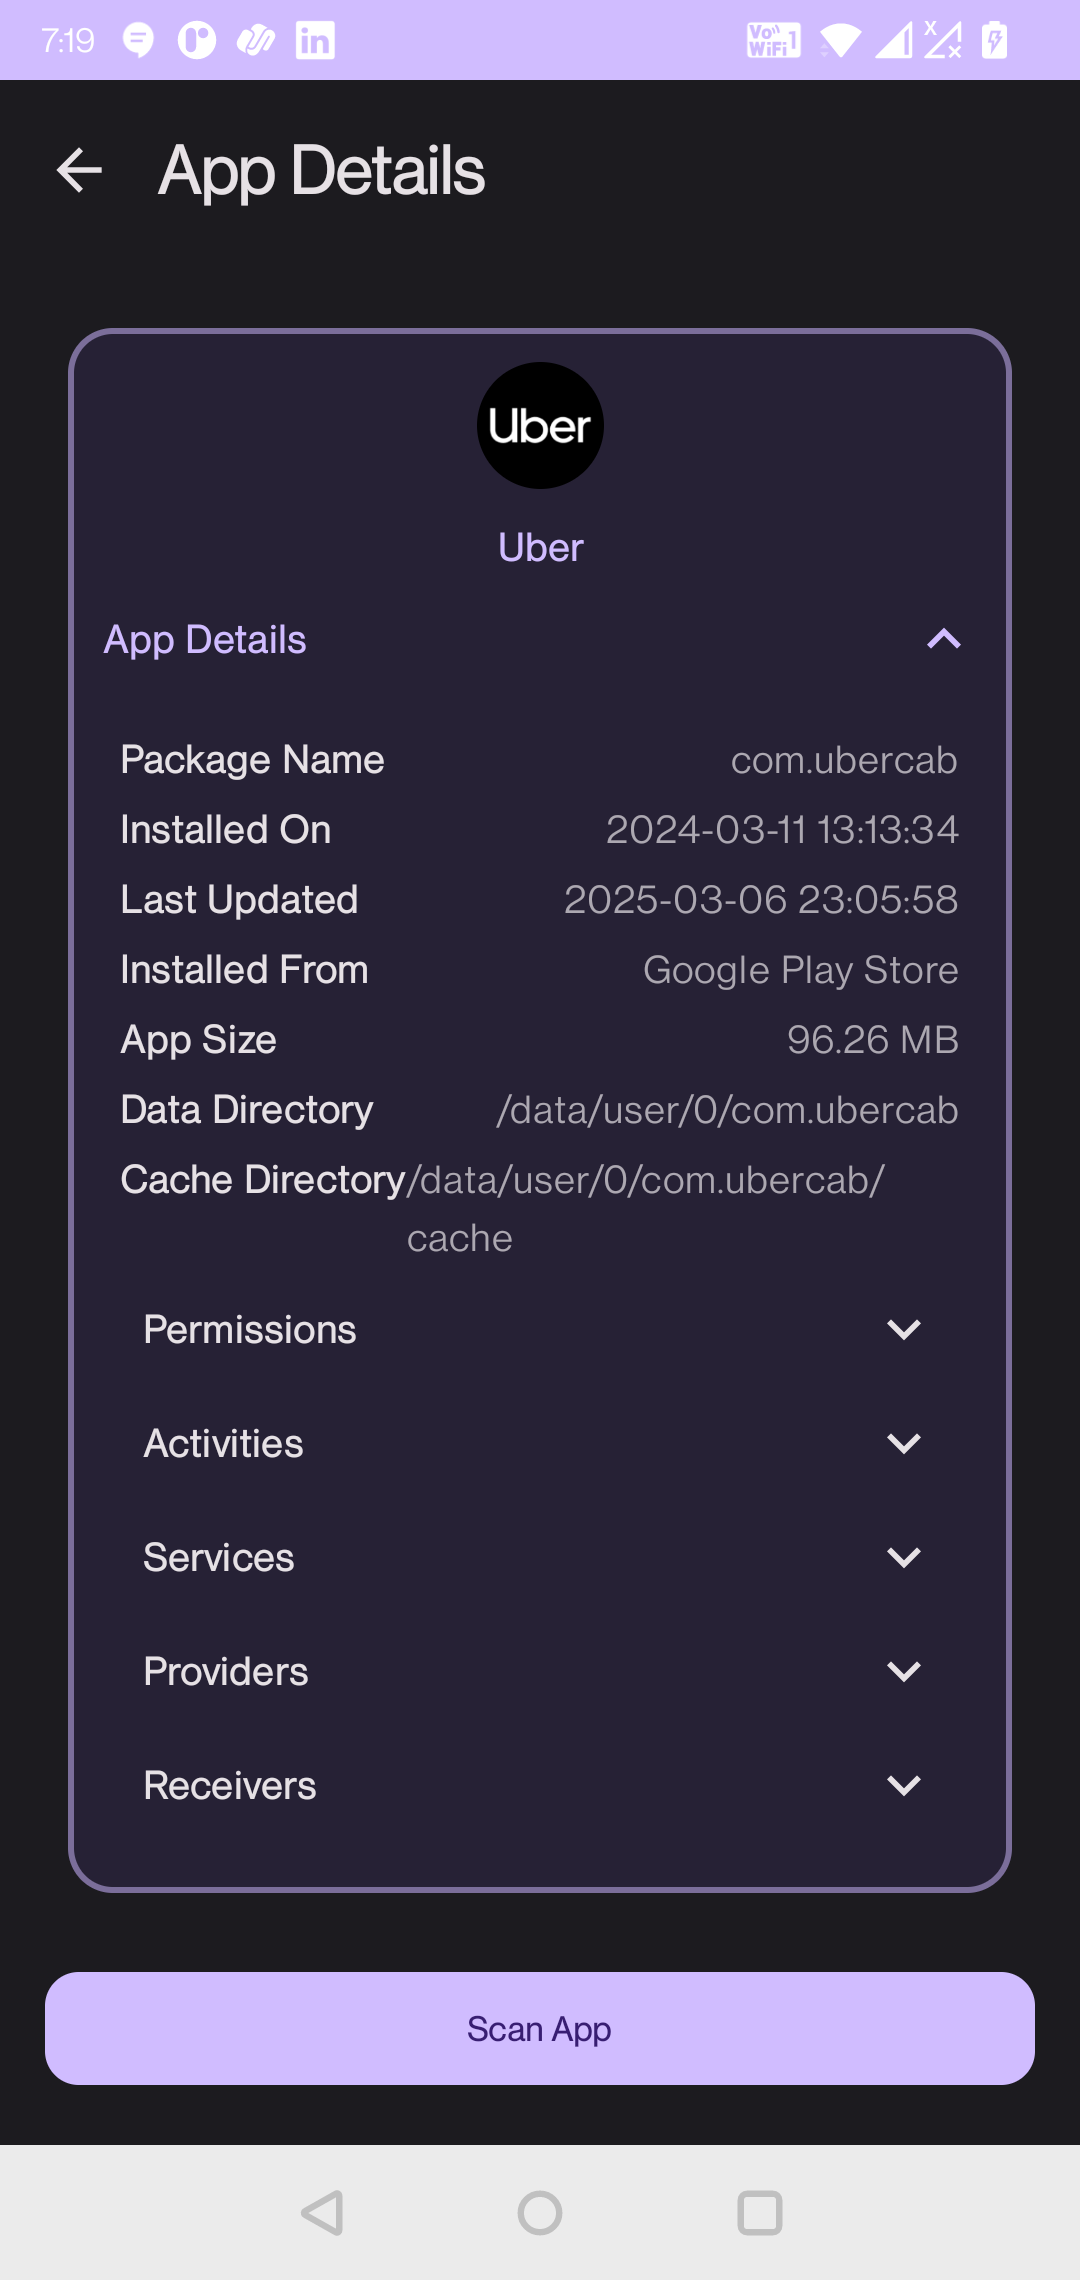 7:19
Vo)) WiFi 1
App Details
Uber
Uber
App Details
Package Name com.ubercab
Installed On 2024-03-11 13:13:34
Last Updated 2025-03-06 23:05:58
Installed From Google Play Store
App Size 96.26 MB
Data Directory /data/user/0/com.ubercab
Cache Directory /data/user/0/com.ubercab/
cache
Permissions
Activities
Services
Providers
Receivers
Scan App